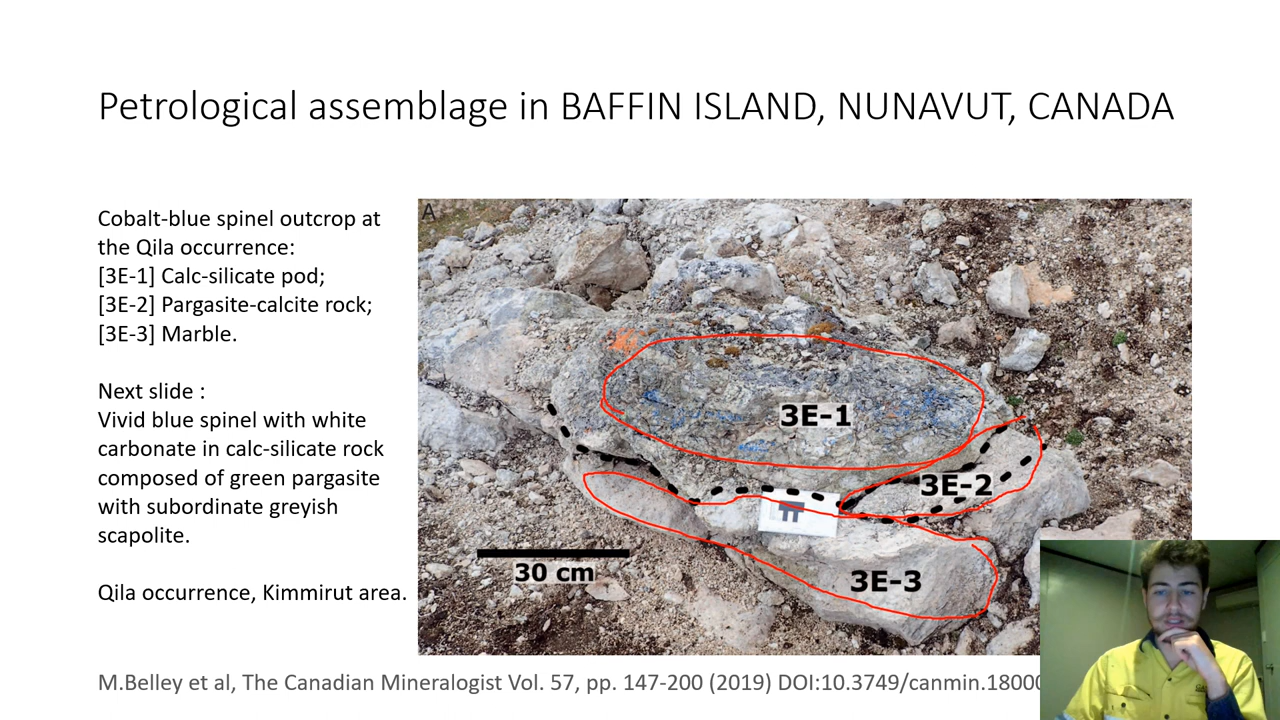 Petrological assemblage in BAFFIN ISLAND, NUNAVUT, CANADA
Cobalt-blue spinel outcrop at
the Qila occurrence:
[3E-1] Calc-silicate pod;
[3E-2] Pargasite-calcite rock;
[3E-3] Marble.
Next slide :
Vivid blue spinel with white
carbonate in calc-silicate rock
composed of green pargasite
with subordinate greyish
scapolite.
Qila occurrence, Kimmirut area.
A
3E-1
3E-2
3E-3
30 cm
M.Belley et al, The Canadian Mineralogist Vol. 57, pp. 147-200 (2019) DOI:10.3749/canmin.1800